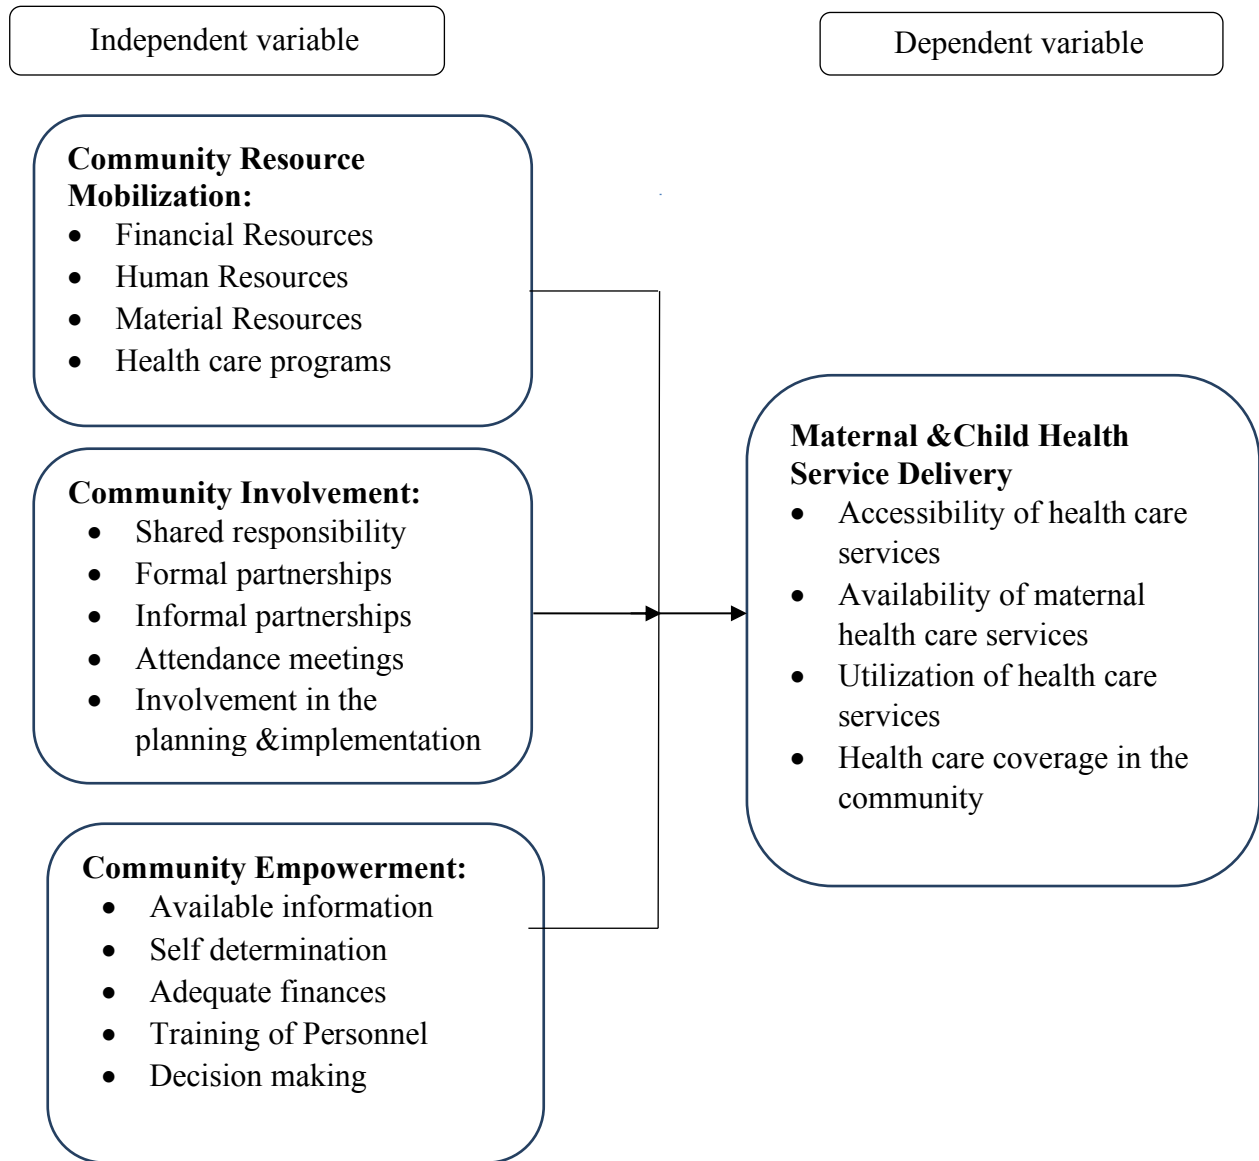 Independent variable
Dependent variable
Community Resource
Mobilization:
• Financial Resources
• Human Resources
• Material Resources
• Health care programs
Community Involvement:
• Shared responsibility
• Formal partnerships
• Informal partnerships
• Attendance meetings
• Involvement in the
planning &implementation
Community Empowerment:
• Available information
• Self determination
• Adequate finances
• Training of Personnel
• Decision making
Maternal &Child Health
Service Delivery
• Accessibility of health care
services
• Availability of maternal
health care services
• Utilization of health care
services
• Health care coverage in the
community